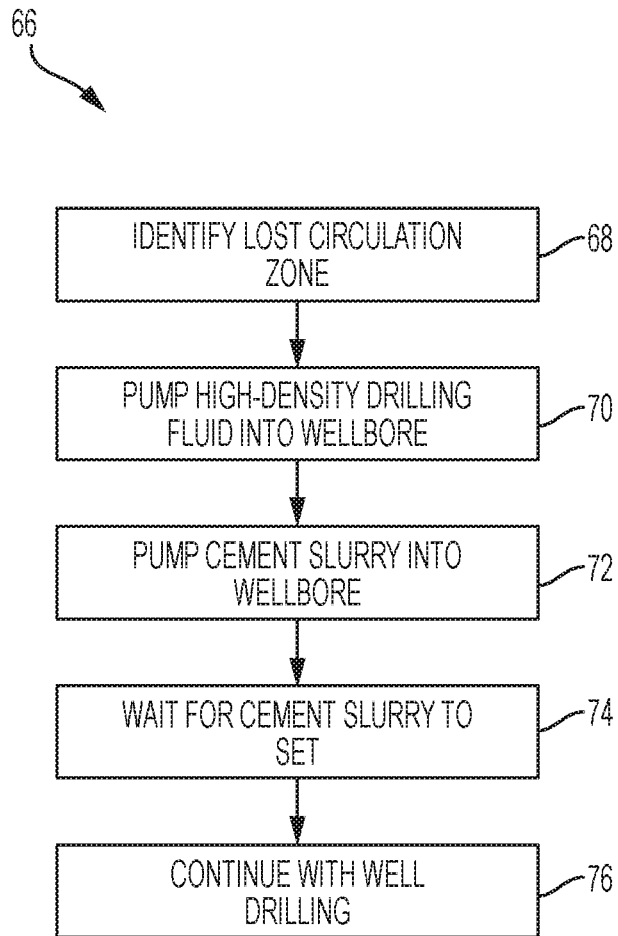 66
IDENTIFY LOST CIRCULATION
ZONE
68
PUMP HIGH-DENSITY DRILLING
FLUID INTO WELLBORE
70
PUMP CEMENT SLURRY INTO
WELLBORE
72
WAIT FOR CEMENT SLURRY TO
SET
74
CONTINUE WITH WELL
DRILLING
76